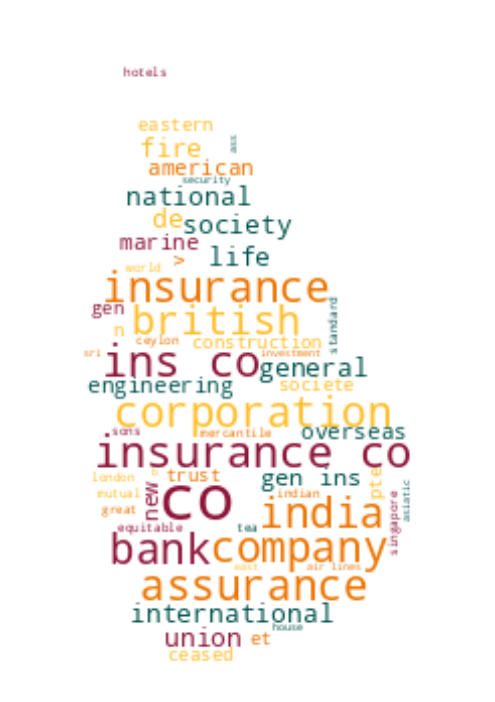 hotels
eastern
ass
fire
american
security
national
de
society
marine
life
>
world
insurance
gen
standard
british
n
ceylon
construction
sri
ins co
investment
general
engineering
societe
corporation
sons
mercantile
overseas
insurance co
london
trust
gen ins
pte
mutual
new
co
indian
asiatic
great
india
singapore
equitable
tea
bank
company
east
air lines
assurance
international
house
union
et
ceased